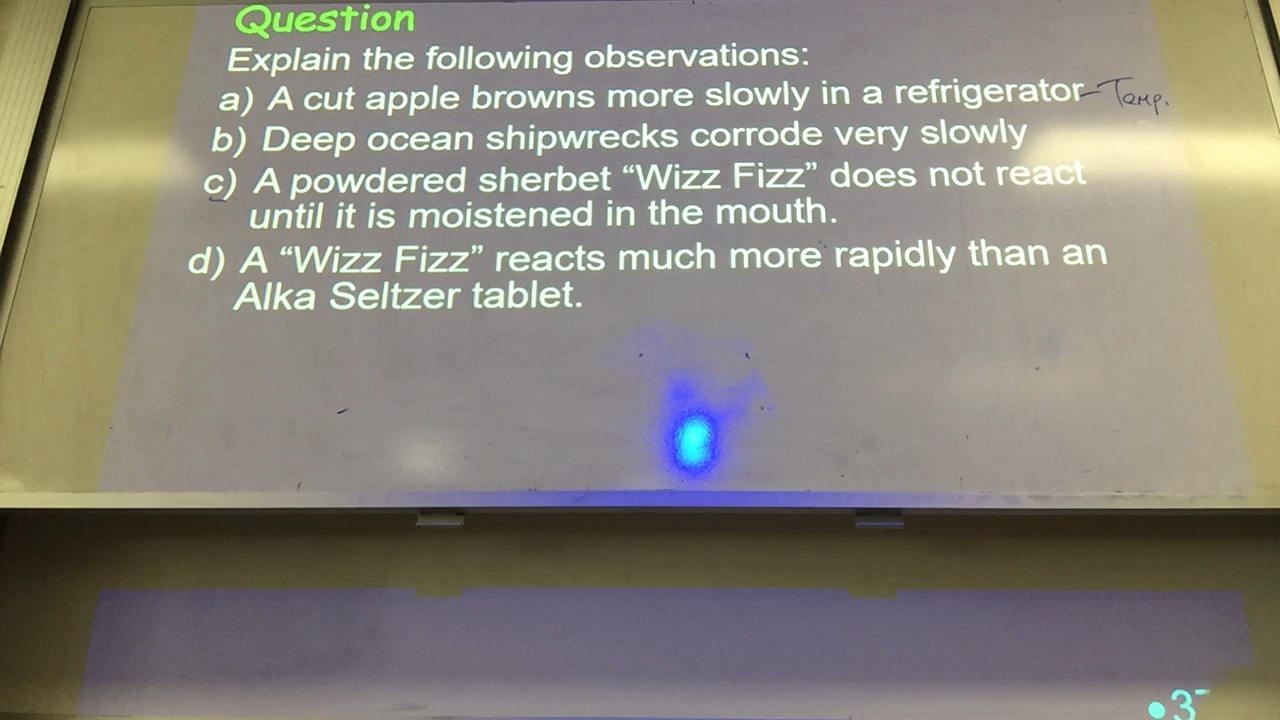 Question
Explain the following observations:
a) A cut apple browns more slowly in a refrigerator - Temp.
b) Deep ocean shipwrecks corrode very slowly
c) A powdered sherbet “Wizz Fizz” does not react
until it is moistened in the mouth.
d) A “Wizz Fizz” reacts much more rapidly than an
Alka Seltzer tablet.
•3